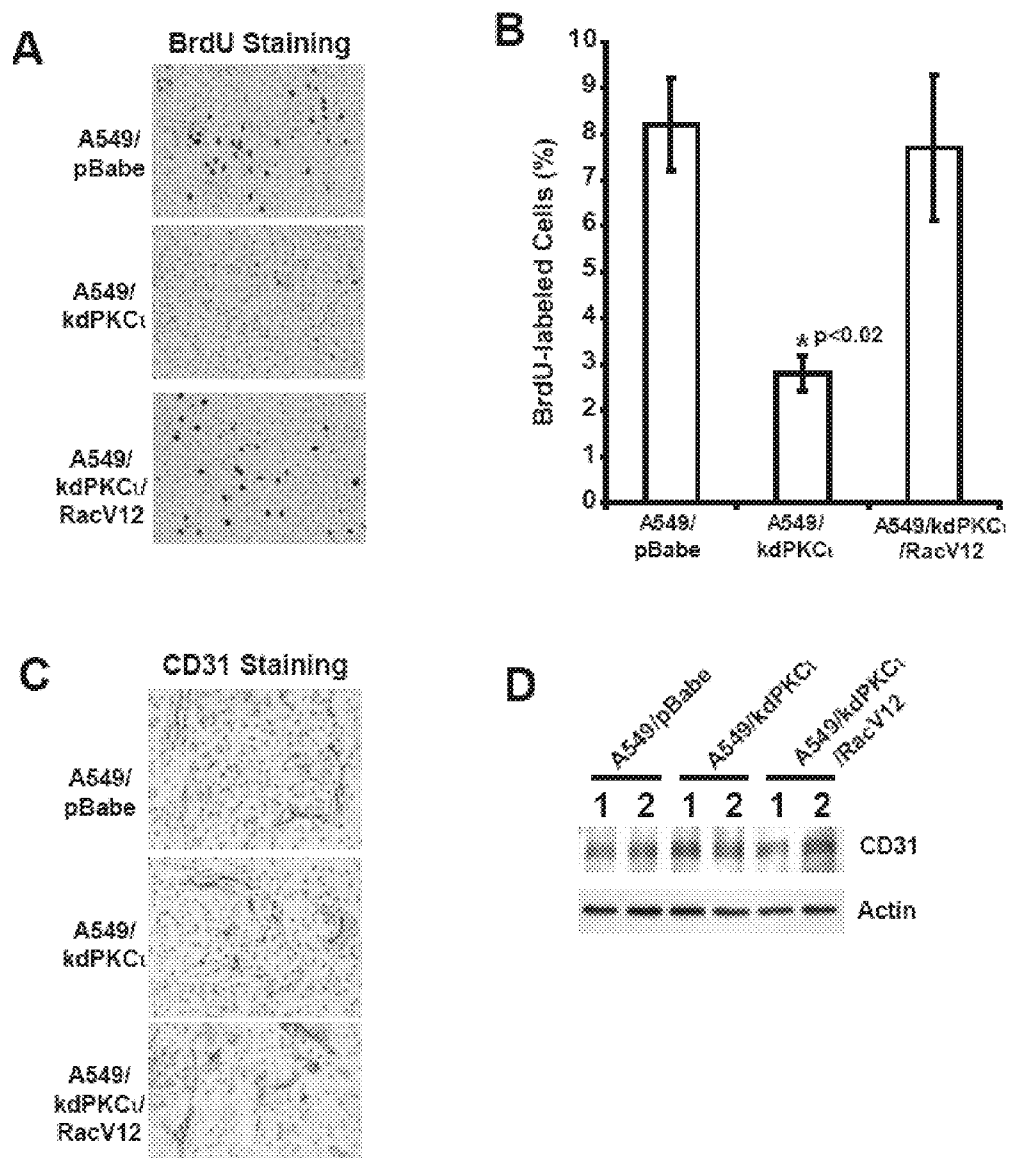 A
BrdU Staining
A549/
pBabe
A549/
kdPKCι
A549/
kdPKCι/
RacV12
B
BrdU-labeled Cells (%)
10
9
8
7
6
5
4
3
2
1
0
* p<0.02
A549/
pBabe
A549/
kdPKCι
A549/kdPKCι
/RacV12
C
CD31 Staining
A549/
pBabe
A549/
kdPKCι
A549/
kdPKCι/
RacV12
D
A549/pBabe
A549/kdPKCι
A549/kdPKCι
/RacV12
1 2 1 2 1 2
CD31
Actin